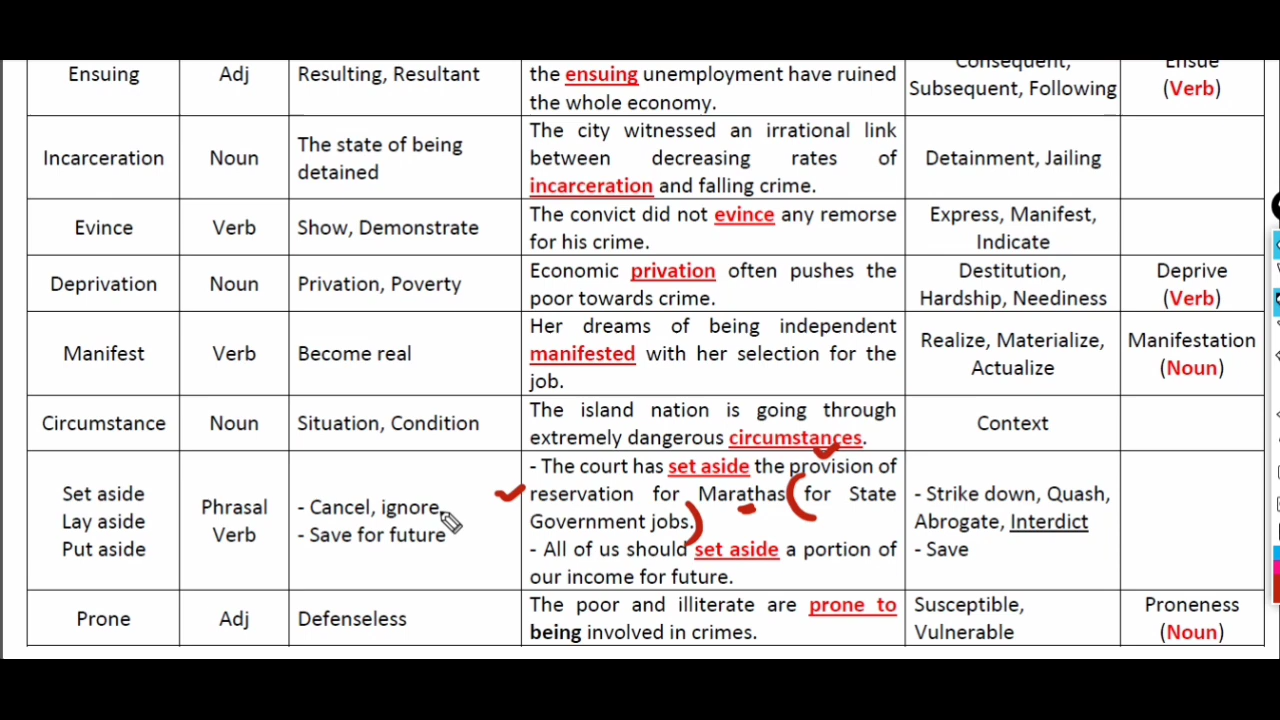 Ensuing
Adj
Resulting, Resultant
the ensuing unemployment have ruined
the whole economy.
Consequent,
Subsequent, Following
Ensue
(Verb)
Incarceration
Noun
The state of being
detained
The city witnessed an irrational link
between decreasing rates of
incarceration and falling crime.
Detainment, Jailing
Evince
Verb
Show, Demonstrate
The convict did not evince any remorse
for his crime.
Express, Manifest,
Indicate
Deprivation
Noun
Privation, Poverty
Economic privation often pushes the
poor towards crime.
Destitution,
Hardship, Neediness
Deprive
(Verb)
Manifest
Verb
Become real
Her dreams of being independent
manifested with her selection for the
job.
Realize, Materialize,
Actualize
Manifestation
(Noun)
Circumstance
Noun
Situation, Condition
The island nation is going through
extremely dangerous circumstances.
Context
Set aside
Lay aside
Put aside
Phrasal
Verb
- Cancel, ignore,
- Save for future
- The court has set aside the provision of
reservation for Marathas for State
Government jobs.
- All of us should set aside a portion of
our income for future.
- Strike down, Quash,
Abrogate, Interdict
- Save
Prone
Adj
Defenseless
The poor and illiterate are prone to
being involved in crimes.
Susceptible,
Vulnerable
Proneness
(Noun)